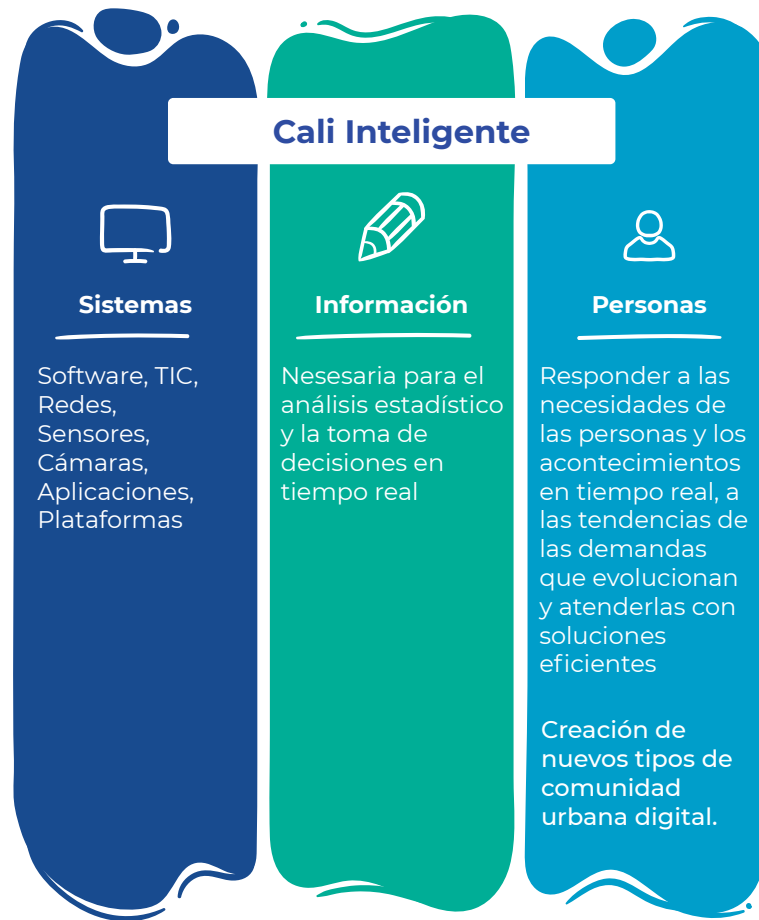 Cali Inteligente
Sistemas
Software, TIC,
Redes,
Sensores,
Cámaras,
Aplicaciones,
Plataformas
Información
Nesesaria para el
análisis estadístico
y la toma de
decisiones en
tiempo real
Personas
Responder a las
necesidades de
las personas y los
acontecimientos
en tiempo real, a
las tendencias de
las demandas
que evolucionan
y atenderlas con
soluciones
eficientes
Creación de
nuevos tipos de
comunidad
urbana digital.